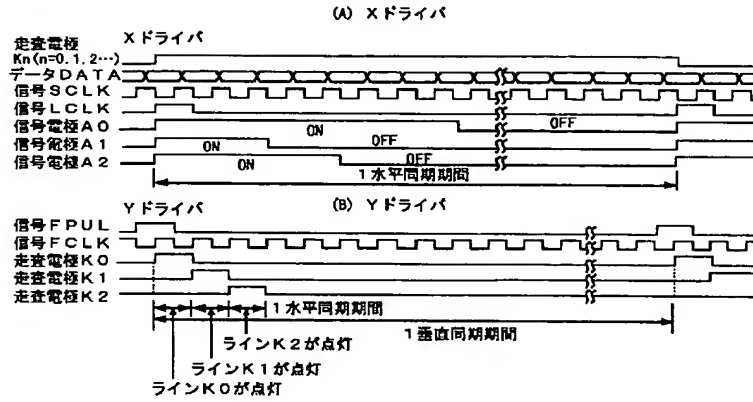 (A) Xドライバ
走査電極 Xドライバ
Kn(n=0,1,2…)
データDATA
信号SCLK
信号LCLK
信号電極A0 ON OFF
信号電極A1 ON OFF
信号電極A2 ON OFF
1水平同期期間
Yドライバ (B) Yドライバ
信号FPUL
信号FCLK
走査電極K0
走査電極K1
走査電極K2
1水平同期期間
1垂直同期期間
ラインK2が点灯
ラインK1が点灯
ラインK0が点灯